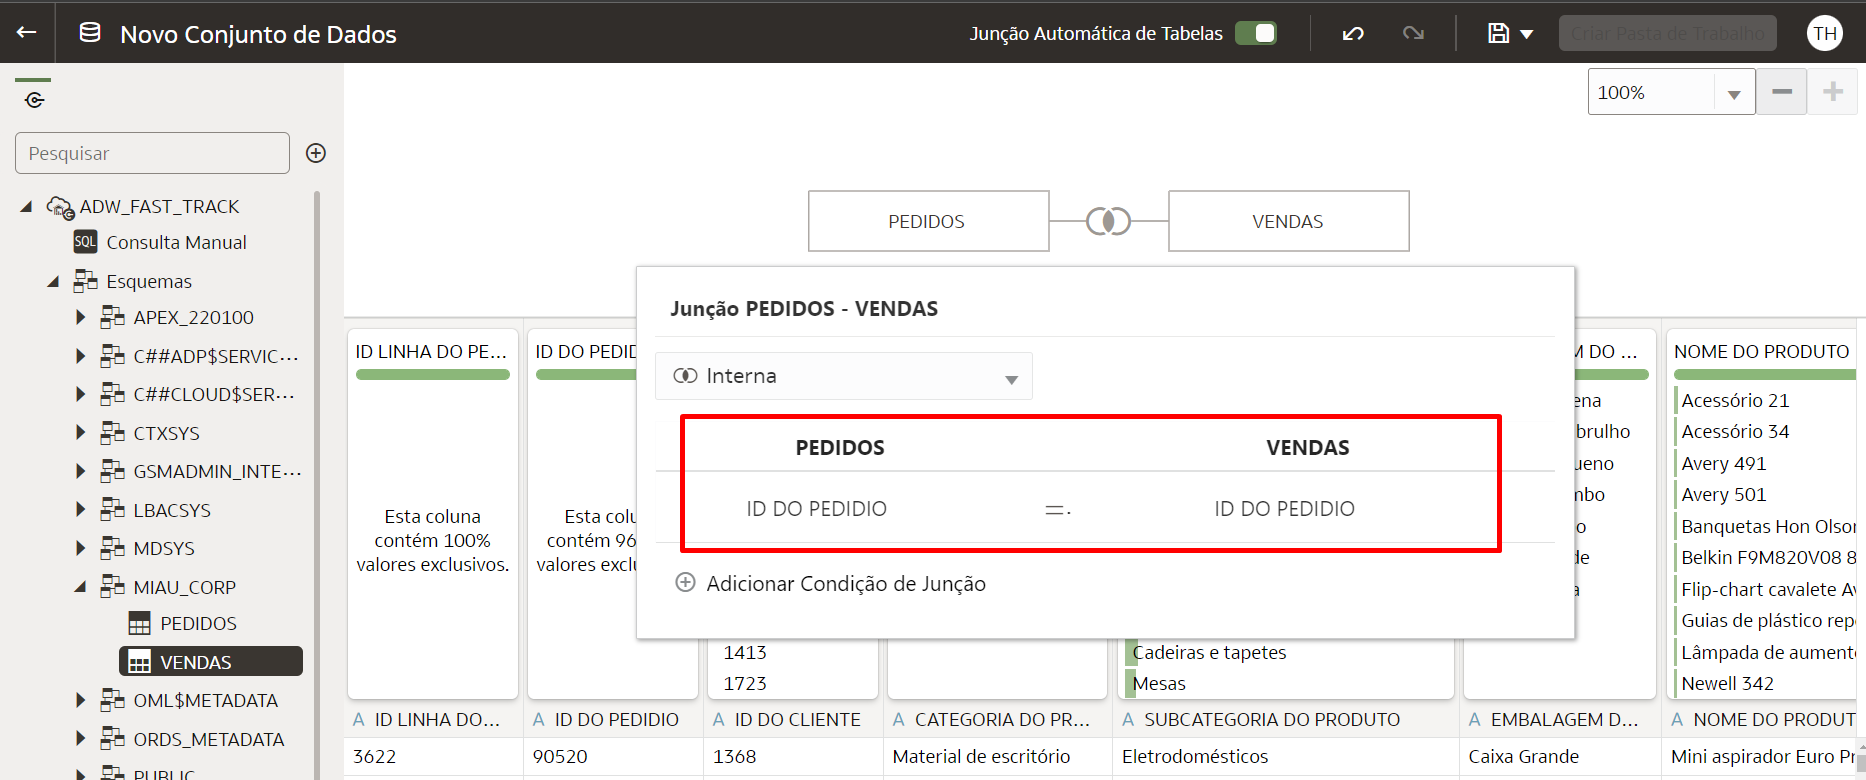 Novo Conjunto de Dados
Junção Automática de Tabelas
Criar Pasta de Trabalho
TH
100%
Pesquisar
ADW_FAST_TRACK
SQL Consulta Manual
Esquemas
APEX_220100
C##ADP$SERVIC...
C##CLOUD$SER...
CTXSYS
GSMADMIN_INTE...
LBACSYS
MDSYS
MIAU_CORP
PEDIDOS
VENDAS
OML$METADATA
ORDS_METADATA
PUBLIC
PEDIDOS
VENDAS
Junção PEDIDOS - VENDAS
Interna
PEDIDOS VENDAS
ID DO PEDIDIO = ID DO PEDIDIO
Adicionar Condição de Junção
ID LINHA DO PE...
Esta coluna
contém 100%
valores exclusivos.
ID DO PEDID
Esta colu
contém 96
valores exclu
1413
1723
Cadeiras e tapetes
Mesas
M DO ...
ena
brulho
ueno
mbo
o
de
a
NOME DO PRODUTO
Acessório 21
Acessório 34
Avery 491
Avery 501
Banquetas Hon Olson
Belkin F9M820V08 8
Flip-chart cavalete Av
Guias de plástico rep
Lâmpada de aument
Newell 342
A ID LINHA DO... A ID DO PEDIDIO A ID DO CLIENTE A CATEGORIA DO PR... A SUBCATEGORIA DO PRODUTO A EMBALAGEM D... A NOME DO PRODUT
3622 90520 1368 Material de escritório Eletrodomésticos Caixa Grande Mini aspirador Euro Pr